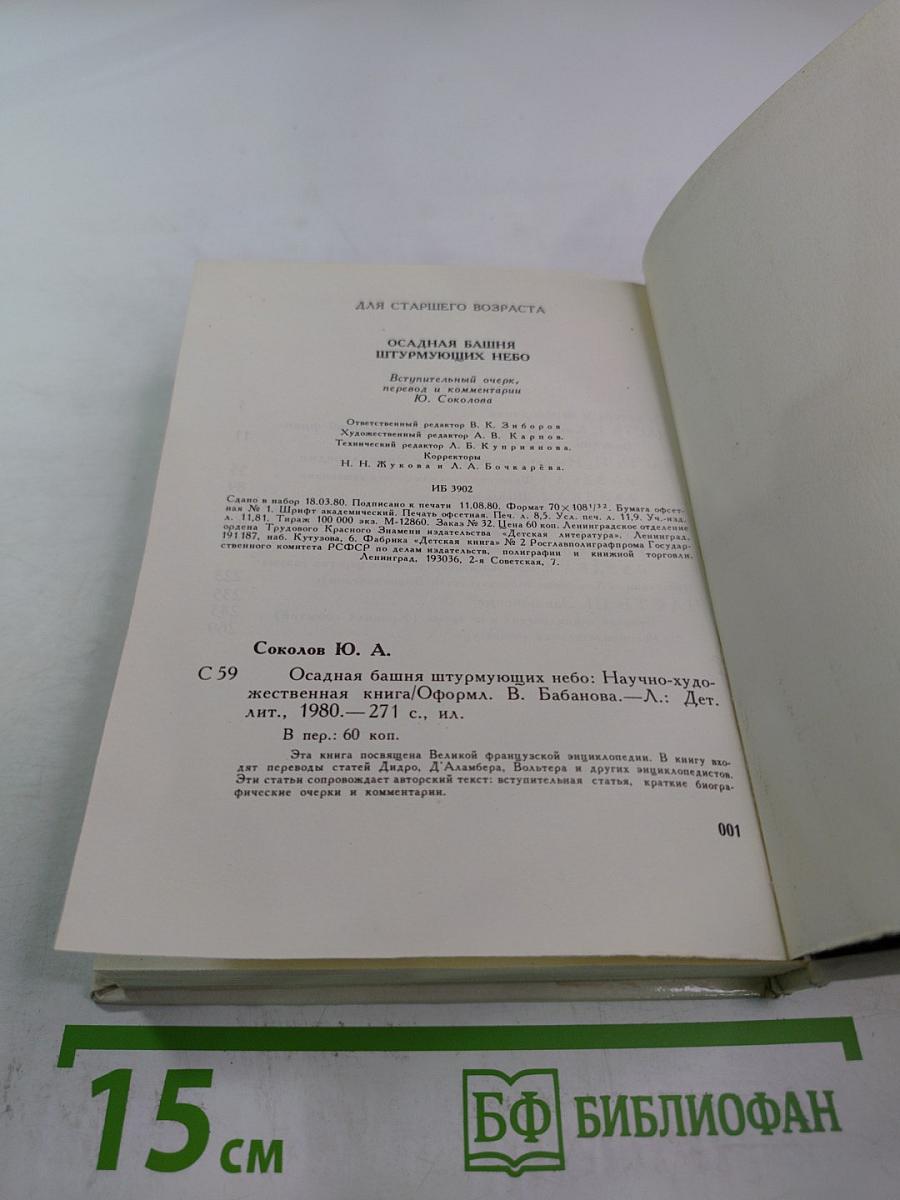 ДЛЯ СТАРШЕГО ВОЗРАСТА
ОСАДНАЯ БАШНЯ
ШТУРМУЮЩИХ НЕБО
Вступительный очерк,
перевод и комментарии
Ю. Соколова
Ответственный редактор В. К. Зиборов
Художественный редактор А. В. Карпов.
Технический редактор Л. Б. Куприянова.
Корректоры
Н. Н. Жукова и Л. А. Бочкарёва.
ИБ 3902
Сдано в набор 18.03.80. Подписано к печати 11.08.80. Формат 70×108 1/32. Бумага офсет-
ная № 1. Шрифт академический. Печать офсетная. Печ. л. 8,5. Усл. печ. л. 11,9. Уч.-изд.
л. 11,81. Тираж 100 000 экз. М-12860. Заказ № 32. Цена 60 коп. Ленинградское отделение
ордена Трудового Красного Знамени издательства «Детская литература». Ленинград,
191187, наб. Кутузова, 6. Фабрика «Детская книга» № 2 Росглавполиграфпрома Государ-
ственного комитета РСФСР по делам издательств, полиграфии и книжной торговли.
Ленинград, 193036, 2-я Советская, 7.
Соколов Ю. А.
С 59 Осадная башня штурмующих небо: Научно-худо-
жественная книга/Оформл. В. Бабанова.—Л.: Дет.
лит., 1980.—271 с., ил.
В пер.: 60 коп.
Эта книга посвящена Великой французской энциклопедии. В книгу вхо-
дят переводы статей Дидро, Д'Аламбера, Вольтера и других энциклопедистов.
Эти статьи сопровождает авторский текст: вступительная статья, краткие биогра-
фические очерки и комментарии.
001
15 см
БФ БИБЛИОФАН